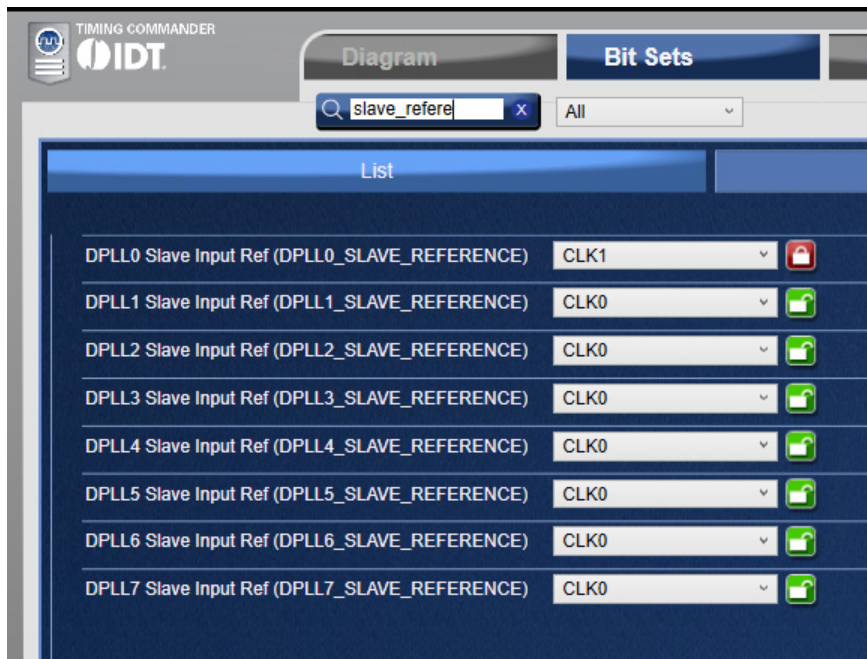 TIMING COMMANDER
IDT.
Diagram
Bit Sets
slave_refere
X
All
List
DPLL0 Slave Input Ref (DPLL0_SLAVE_REFERENCE) CLK1
DPLL1 Slave Input Ref (DPLL1_SLAVE_REFERENCE) CLK0
DPLL2 Slave Input Ref (DPLL2_SLAVE_REFERENCE) CLK0
DPLL3 Slave Input Ref (DPLL3_SLAVE_REFERENCE) CLK0
DPLL4 Slave Input Ref (DPLL4_SLAVE_REFERENCE) CLK0
DPLL5 Slave Input Ref (DPLL5_SLAVE_REFERENCE) CLK0
DPLL6 Slave Input Ref (DPLL6_SLAVE_REFERENCE) CLK0
DPLL7 Slave Input Ref (DPLL7_SLAVE_REFERENCE) CLK0